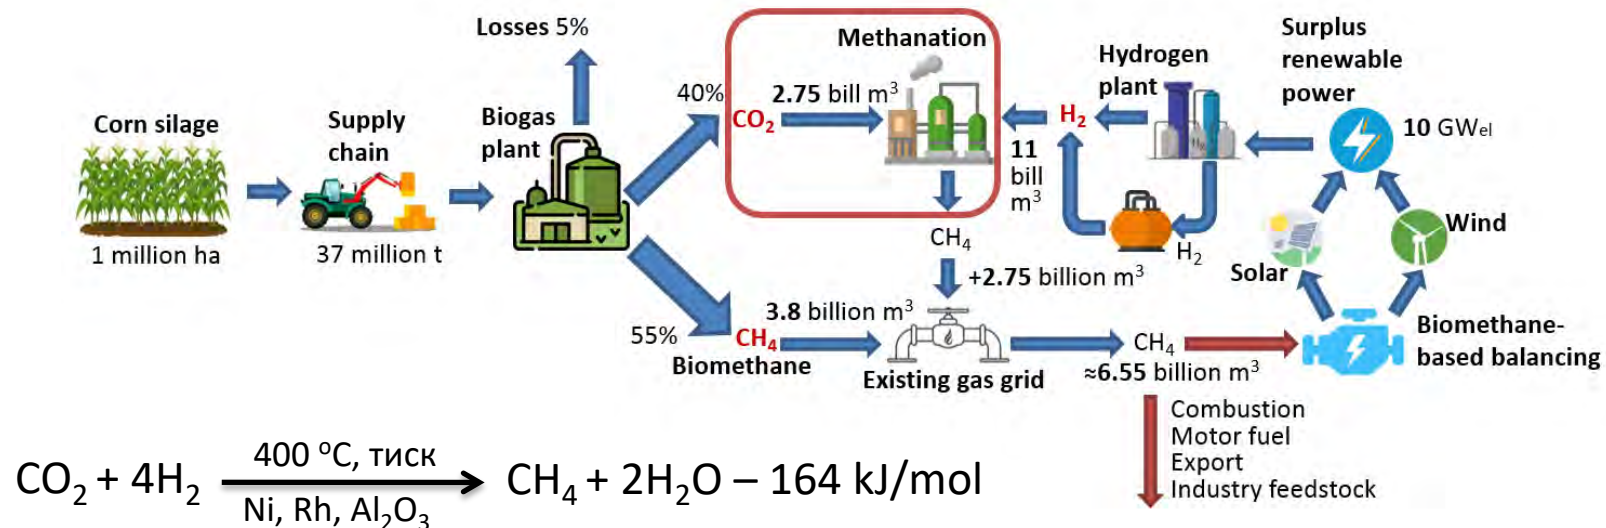 Losses 5%
Corn silage
1 million ha
Supply
chain
37 million t
Biogas
plant
40%
CO₂
2.75 bill m³
Methanation
11
bill
m³
H₂
Hydrogen
plant
H₂
Surplus
renewable
power
10 GWel
Solar
Wind
CH₄
+2.75 billion m³
55%
CH₄
Biomethane
3.8 billion m³
Existing gas grid
CH₄
≈6.55 billion m³
Biomethane-
based balancing
Combustion
Motor fuel
Export
Industry feedstock
400 °C, тиск
CO₂ + 4H₂ → CH₄ + 2H₂O – 164 kJ/mol
Ni, Rh, Al₂O₃